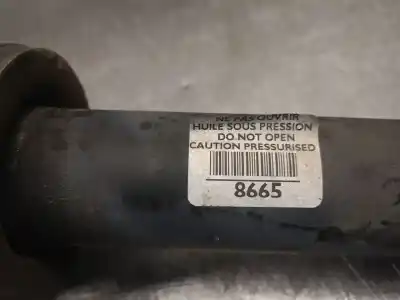 NE PAS OUVRIR
HUILE SOUS PRESSION
DO NOT OPEN
CAUTION PRESSURISED
8665